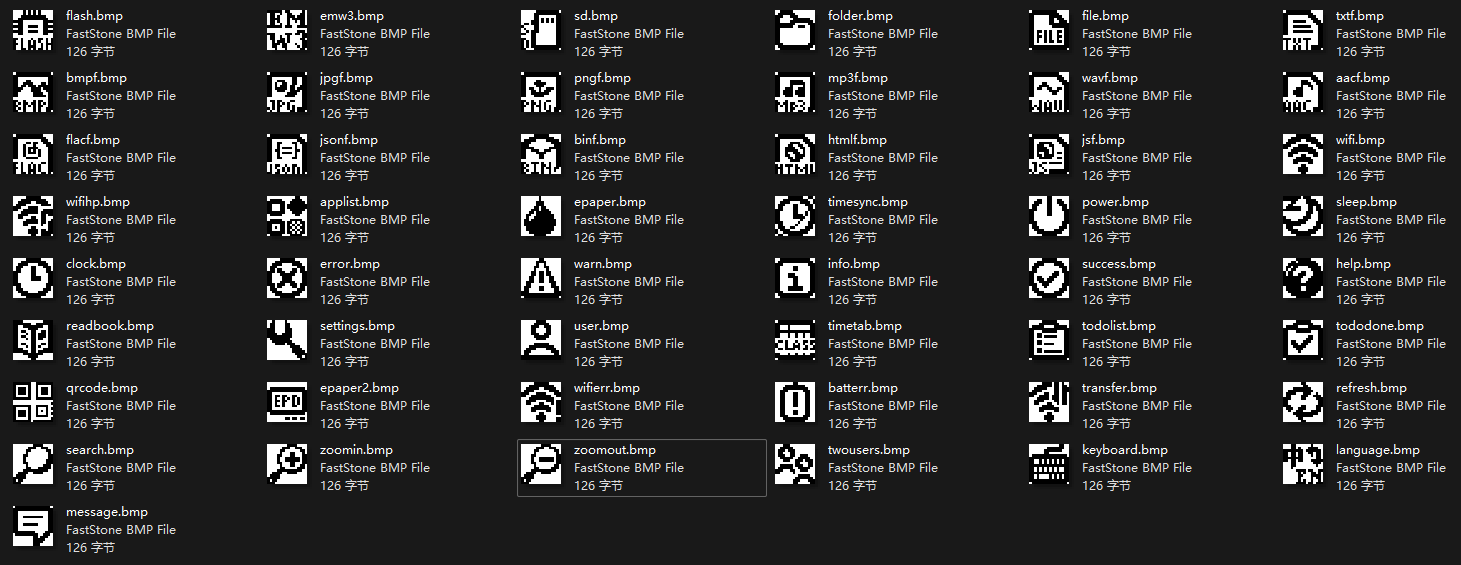 flash.bmp
FastStone BMP File
126 字节
emw3.bmp
FastStone BMP File
126 字节
sd.bmp
FastStone BMP File
126 字节
folder.bmp
FastStone BMP File
126 字节
file.bmp
FastStone BMP File
126 字节
txtf.bmp
FastStone BMP File
126 字节
bmpf.bmp
FastStone BMP File
126 字节
jpgf.bmp
FastStone BMP File
126 字节
pngf.bmp
FastStone BMP File
126 字节
mp3f.bmp
FastStone BMP File
126 字节
wavf.bmp
FastStone BMP File
126 字节
aacf.bmp
FastStone BMP File
126 字节
flacf.bmp
FastStone BMP File
126 字节
jsonf.bmp
FastStone BMP File
126 字节
binf.bmp
FastStone BMP File
126 字节
htmlf.bmp
FastStone BMP File
126 字节
jsf.bmp
FastStone BMP File
126 字节
wifi.bmp
FastStone BMP File
126 字节
wifihp.bmp
FastStone BMP File
126 字节
applist.bmp
FastStone BMP File
126 字节
epaper.bmp
FastStone BMP File
126 字节
timesync.bmp
FastStone BMP File
126 字节
power.bmp
FastStone BMP File
126 字节
sleep.bmp
FastStone BMP File
126 字节
clock.bmp
FastStone BMP File
126 字节
error.bmp
FastStone BMP File
126 字节
warn.bmp
FastStone BMP File
126 字节
info.bmp
FastStone BMP File
126 字节
success.bmp
FastStone BMP File
126 字节
help.bmp
FastStone BMP File
126 字节
readbook.bmp
FastStone BMP File
126 字节
settings.bmp
FastStone BMP File
126 字节
user.bmp
FastStone BMP File
126 字节
timetab.bmp
FastStone BMP File
126 字节
todolist.bmp
FastStone BMP File
126 字节
tododone.bmp
FastStone BMP File
126 字节
qrcode.bmp
FastStone BMP File
126 字节
epaper2.bmp
FastStone BMP File
126 字节
wifierr.bmp
FastStone BMP File
126 字节
batterr.bmp
FastStone BMP File
126 字节
transfer.bmp
FastStone BMP File
126 字节
refresh.bmp
FastStone BMP File
126 字节
search.bmp
FastStone BMP File
126 字节
zoomin.bmp
FastStone BMP File
126 字节
zoomout.bmp
FastStone BMP File
126 字节
twousers.bmp
FastStone BMP File
126 字节
keyboard.bmp
FastStone BMP File
126 字节
language.bmp
FastStone BMP File
126 字节
message.bmp
FastStone BMP File
126 字节